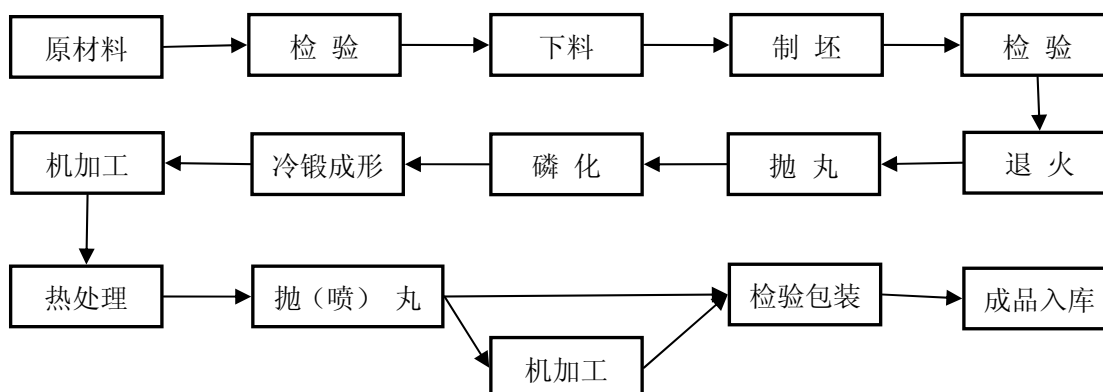 原材料
检 验
下料
制 坯
检 验
退 火
抛 丸
磷 化
冷锻成形
机加工
热处理
抛（喷） 丸
机加工
检验包装
成品入库